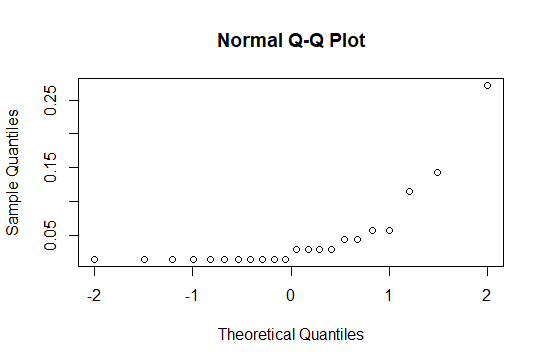 Normal Q-Q Plot
Sample Quantiles
0.25
0.15
0.05
-2 -1 0 1 2
Theoretical Quantiles